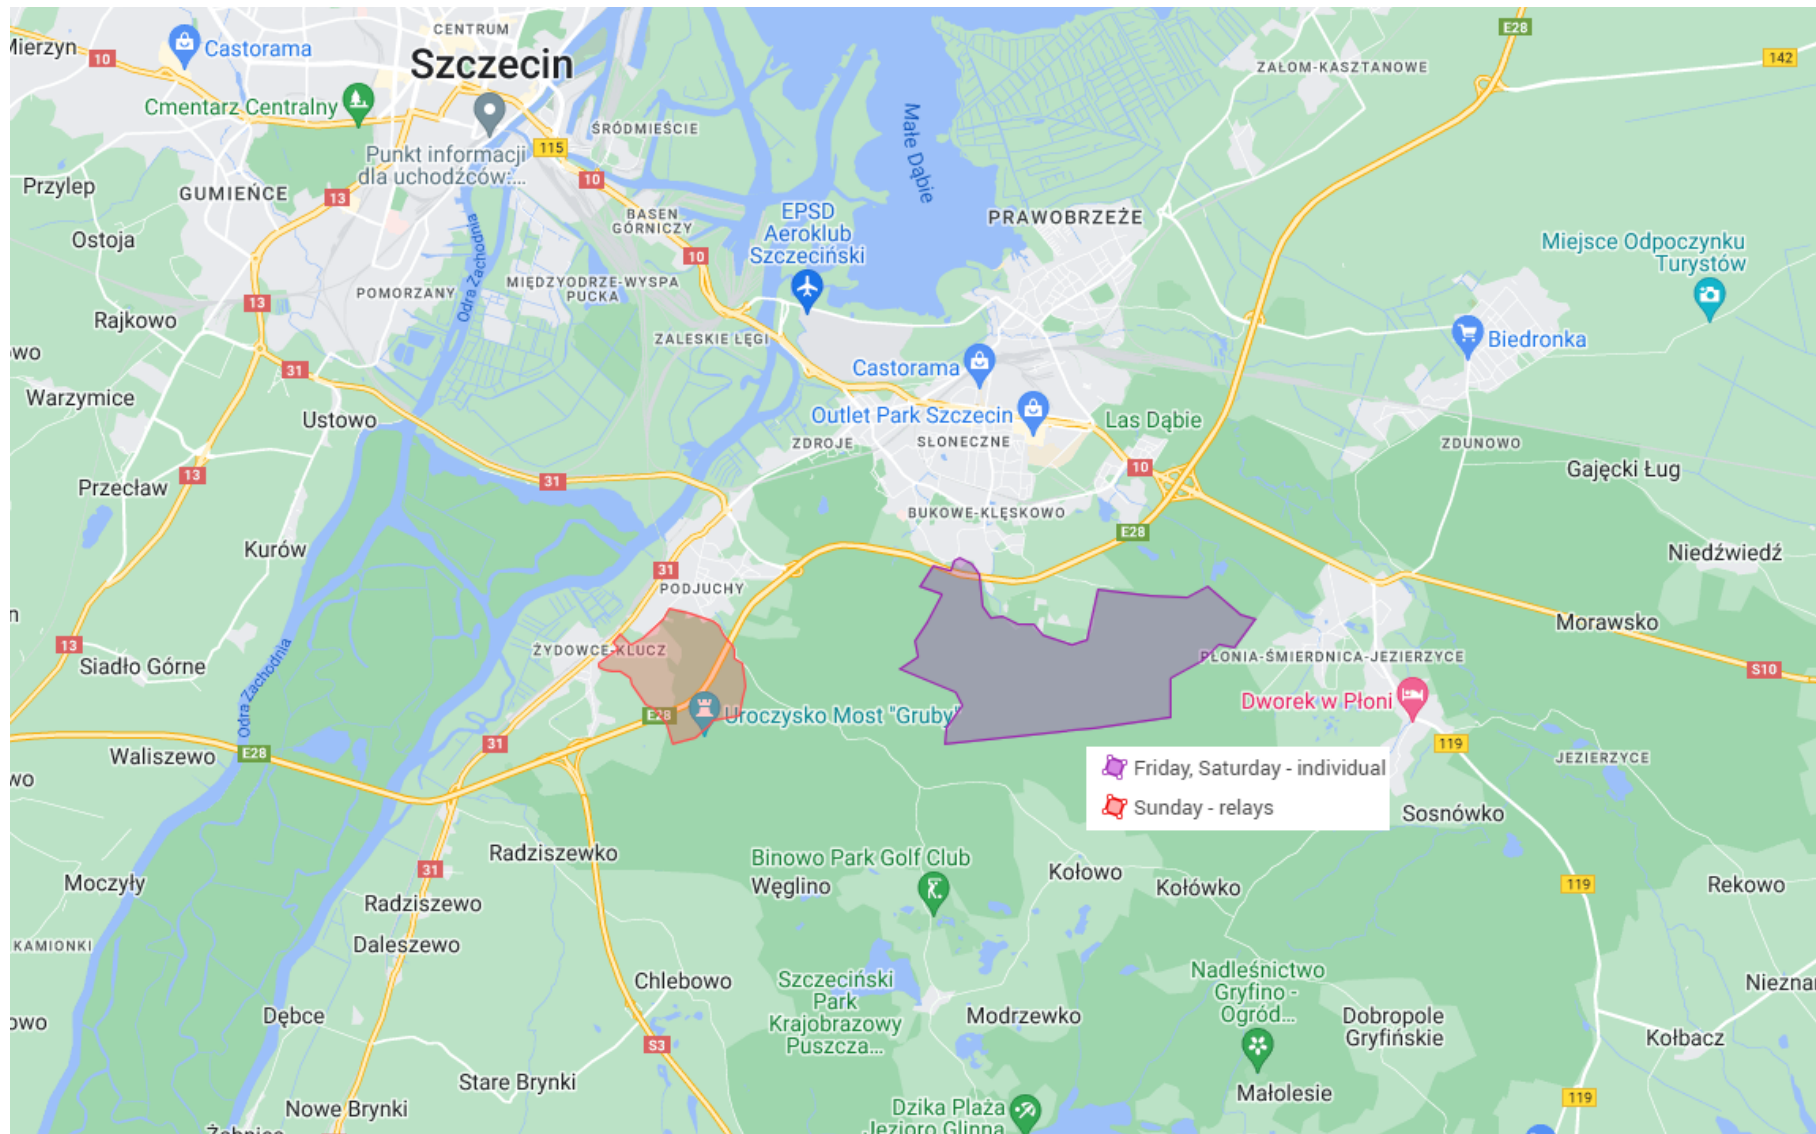 CENTRUM
Szczecin
E28
142
Mierzyn
10
Castorama
ZAŁOM-KASZTANOWE
Cmentarz Centralny
Małe Dąbie
ŚRÓDMIEŚCIE
115
Punkt informacji
dla uchodźców:...
10
Przylep
GUMIEŃCE
13
BASEN
GÓRNICZY
EPSD
Aeroklub
Szczeciński
PRAWOBRZEŻE
Ostoja
Odra Zachodnia
10
Miejsce Odpoczynku
Turystów
MIĘDZYODRZE-WYSPA
PUCKA
POMORZANY
13
Rajkowo
ZALESKIE ŁĘGI
Biedronka
owo
31
Castorama
Warzymice
Ustowo
Outlet Park Szczecin
Las Dąbie
ZDROJE
SŁONECZNE
ZDUNOWO
10
Gajęcki Ług
13
Przecław
31
BUKOWE-KLĘSKOWO
E28
Kurów
Niedźwiedź
31
PODJUCHY
n
Morawsko
13
Siadło Górne
ŻYDOWCE-KLUCZ
PŁONIA-ŚMIERDNICA-JEZIERZYCE
S10
Odra Zachodnia
Dworek w Płoni
E28
Uroczysko Most "Gruby"
31
119
Waliszewo
E28
JEZIERZYCE
Friday, Saturday - individual
wo
Sunday - relays
Sosnówko
Radziszewko
Binowo Park Golf Club
31
Węglino
Kołowo
Kołówko
119
Rekowo
Moczyły
Radziszewo
KAMIONKI
Daleszewo
Chlebowo
Szczeciński
Park
Krajobrazowy
Puszcza...
Nadleśnictwo
Gryfino -
Ogród...
Nieznan
Dębce
Modrzewko
Dobropole
Gryfińskie
owo
S3
Kołbacz
Stare Brynki
Małolesie
119
Nowe Brynki
Dzika Plaża
Jezioro Glinna
Żabnica